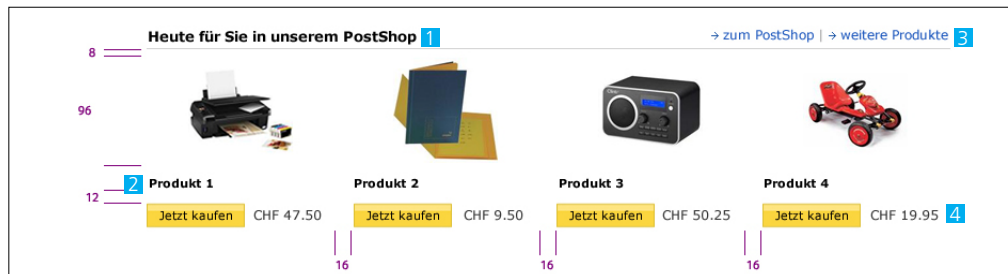 Heute für Sie in unserem PostShop 1 → zum PostShop | → weitere Produkte 3
8
96
2 Produkt 1 Produkt 2 Produkt 3 Produkt 4
12
Jetzt kaufen CHF 47.50 Jetzt kaufen CHF 9.50 Jetzt kaufen CHF 50.25 Jetzt kaufen CHF 19.95 4
16 16 16